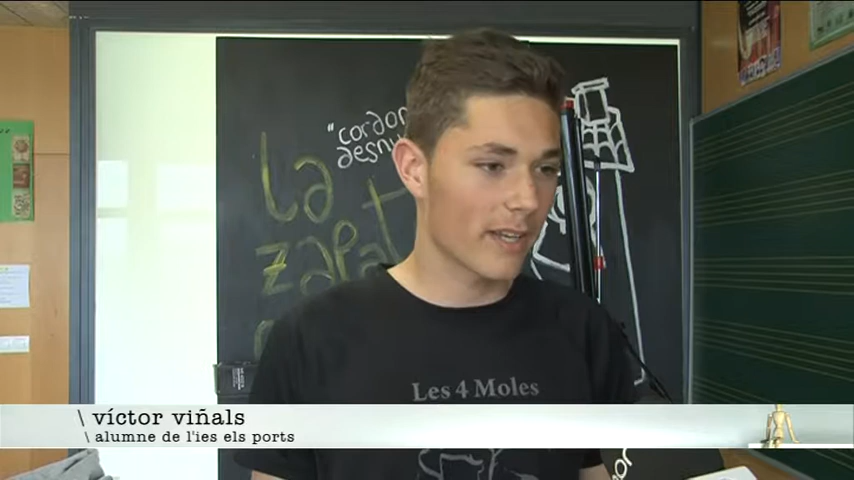 "cordon
desnu
la
zapat
Les 4 Moles
\ víctor viñals
\ alumne de l'ies els ports